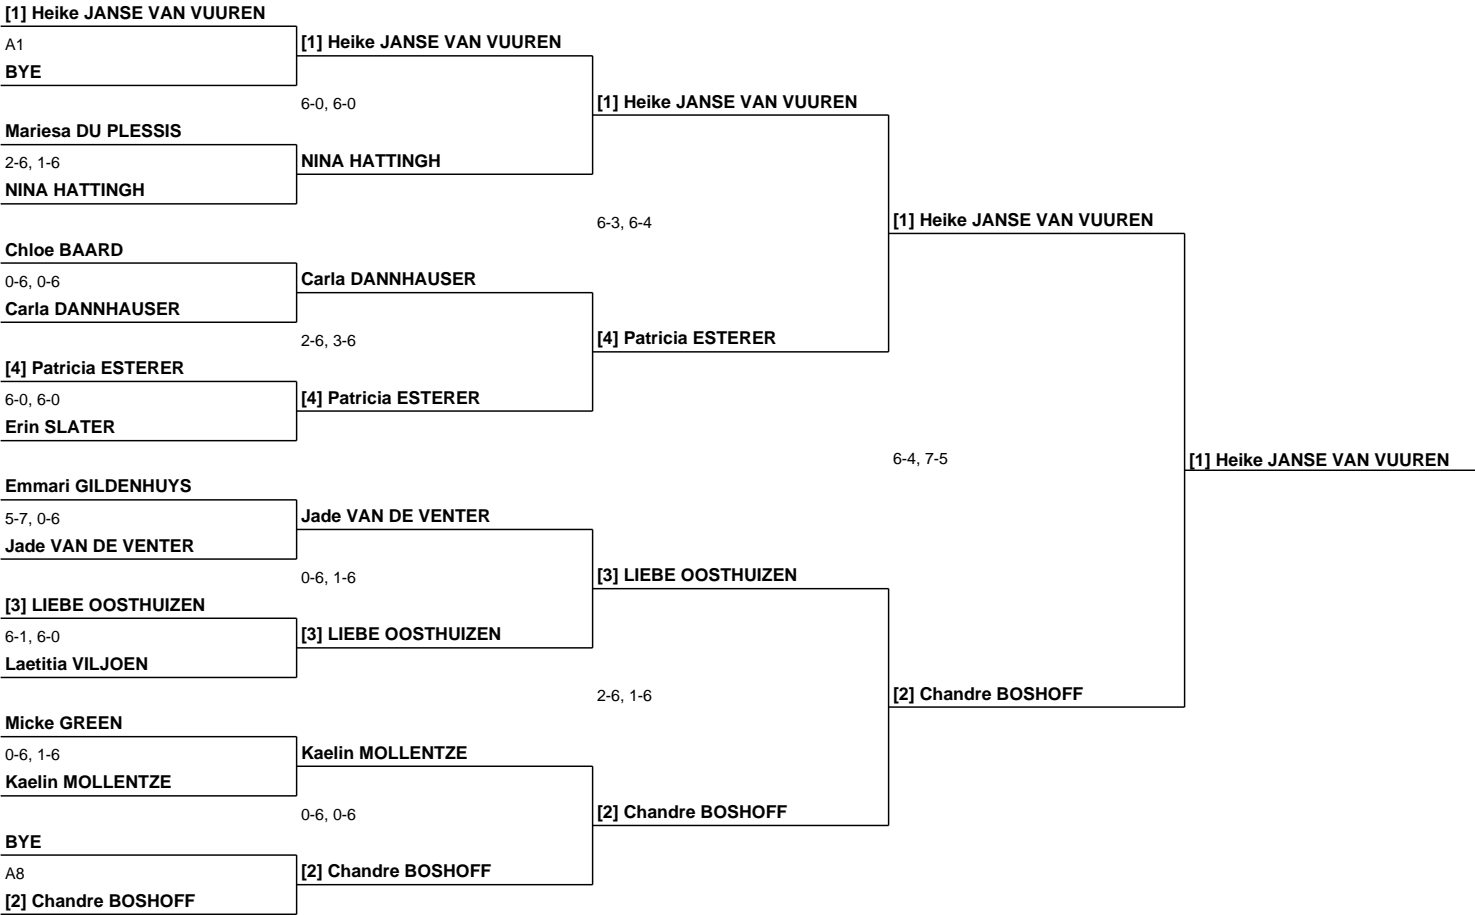 [1] Heike JANSE VAN VUUREN
A1
BYE
Mariesa DU PLESSIS
2-6, 1-6
NINA HATTINGH
Chloe BAARD
0-6, 0-6
Carla DANNHAUSER
[4] Patricia ESTERER
6-0, 6-0
Erin SLATER
Emmari GILDENHUYS
5-7, 0-6
Jade VAN DE VENTER
[3] LIEBE OOSTHUIZEN
6-1, 6-0
Laetitia VILJOEN
Micke GREEN
0-6, 1-6
Kaelin MOLLENTZE
BYE
A8
[2] Chandre BOSHOFF
[1] Heike JANSE VAN VUUREN
6-0, 6-0
NINA HATTINGH
Carla DANNHAUSER
2-6, 3-6
[4] Patricia ESTERER
Jade VAN DE VENTER
0-6, 1-6
[3] LIEBE OOSTHUIZEN
Kaelin MOLLENTZE
0-6, 0-6
[2] Chandre BOSHOFF
[1] Heike JANSE VAN VUUREN
6-3, 6-4
[4] Patricia ESTERER
[3] LIEBE OOSTHUIZEN
2-6, 1-6
[2] Chandre BOSHOFF
[1] Heike JANSE VAN VUUREN
6-4, 7-5
[2] Chandre BOSHOFF
[1] Heike JANSE VAN VUUREN